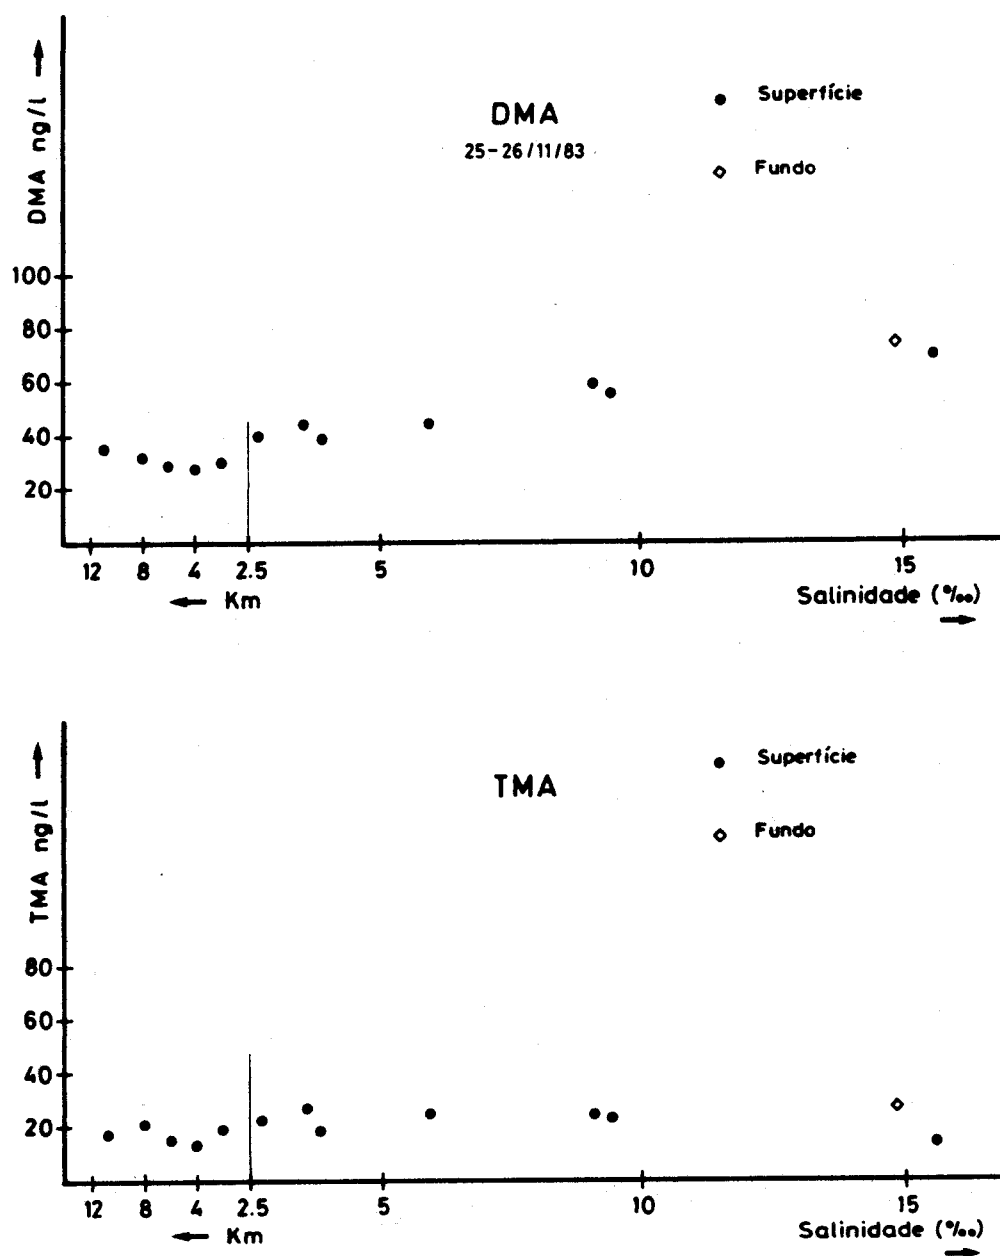 DMA ng/l
DMA
25-26/11/83
Superfície
Fundo
100
80
60
40
20
12 8 4 2.5 5 10 15
Km
Salinidade (‰)
TMA ng/l
TMA
Superfície
Fundo
80
60
40
20
12 8 4 2.5 5 10 15
Km
Salinidade (‰)